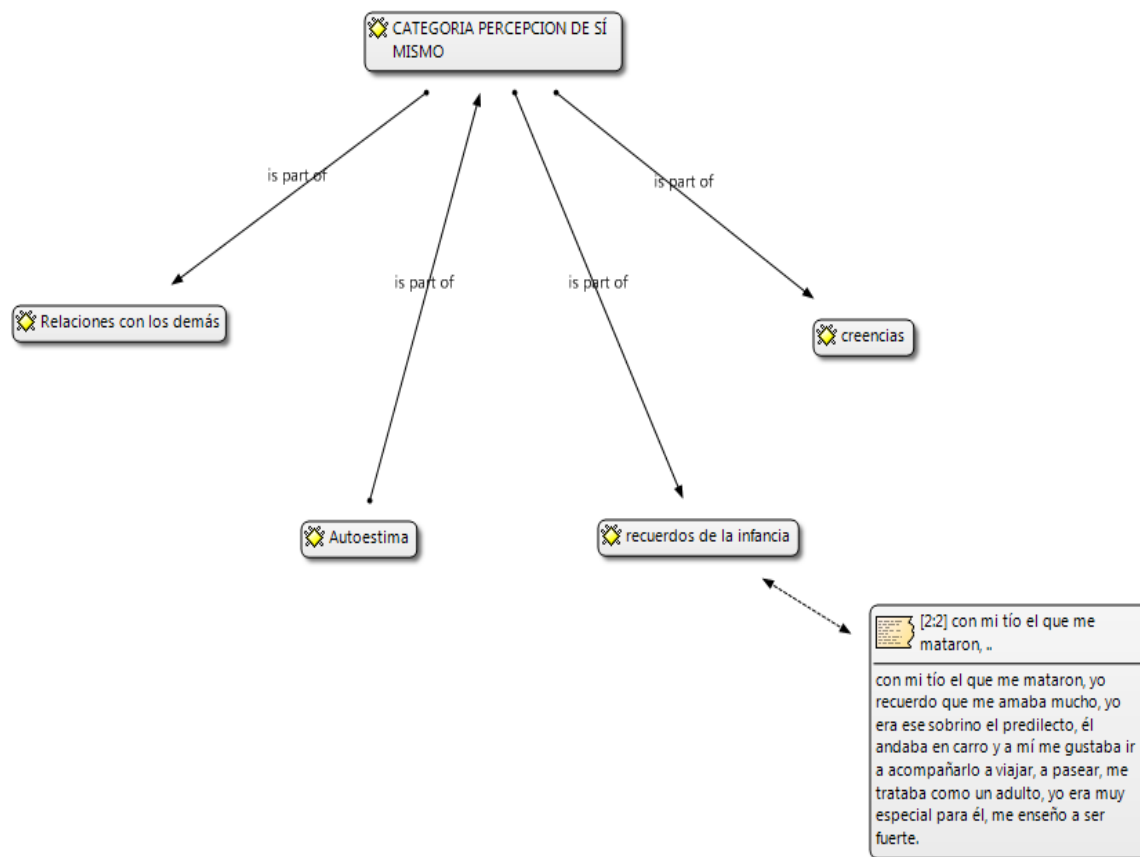 CATEGORIA PERCEPCION DE SÍ
MISMO
is part of
is part of
is part of
is part of
Relaciones con los demás
creencias
Autoestima
recuerdos de la infancia
[2:2] con mi tío el que me
mataron, ..
con mi tío el que me mataron, yo
recuerdo que me amaba mucho, yo
era ese sobrino el predilecto, él
andaba en carro y a mí me gustaba ir
a acompañarlo a viajar, a pasear, me
trataba como un adulto, yo era muy
especial para él, me enseño a ser
fuerte.